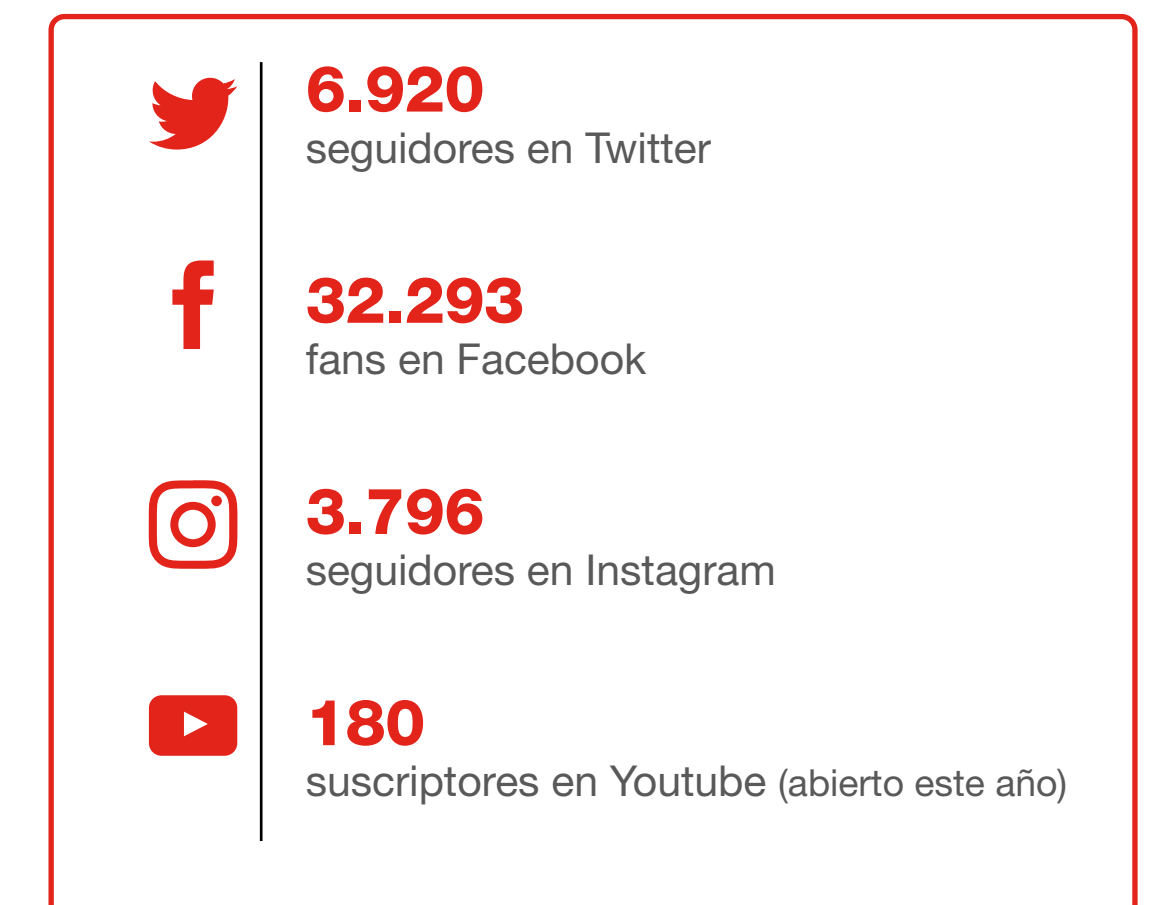 6.920
seguidores en Twitter
32.293
fans en Facebook
3.796
seguidores en Instagram
180
suscriptores en Youtube (abierto este año)